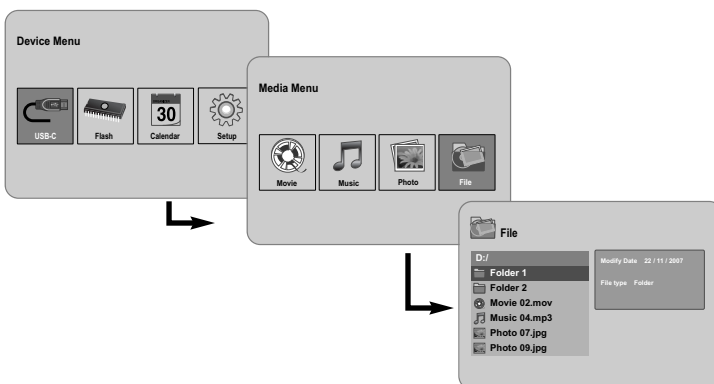 Device Menu
USB-C
Flash
30
Calendar
Setup
Media Menu
Movie
Music
Photo
File
File
D:/
Folder 1
Folder 2
Movie 02.mov
Music 04.mp3
Photo 07.jpg
Photo 09.jpg
Modify Date 22 / 11 / 2007
File type Folder